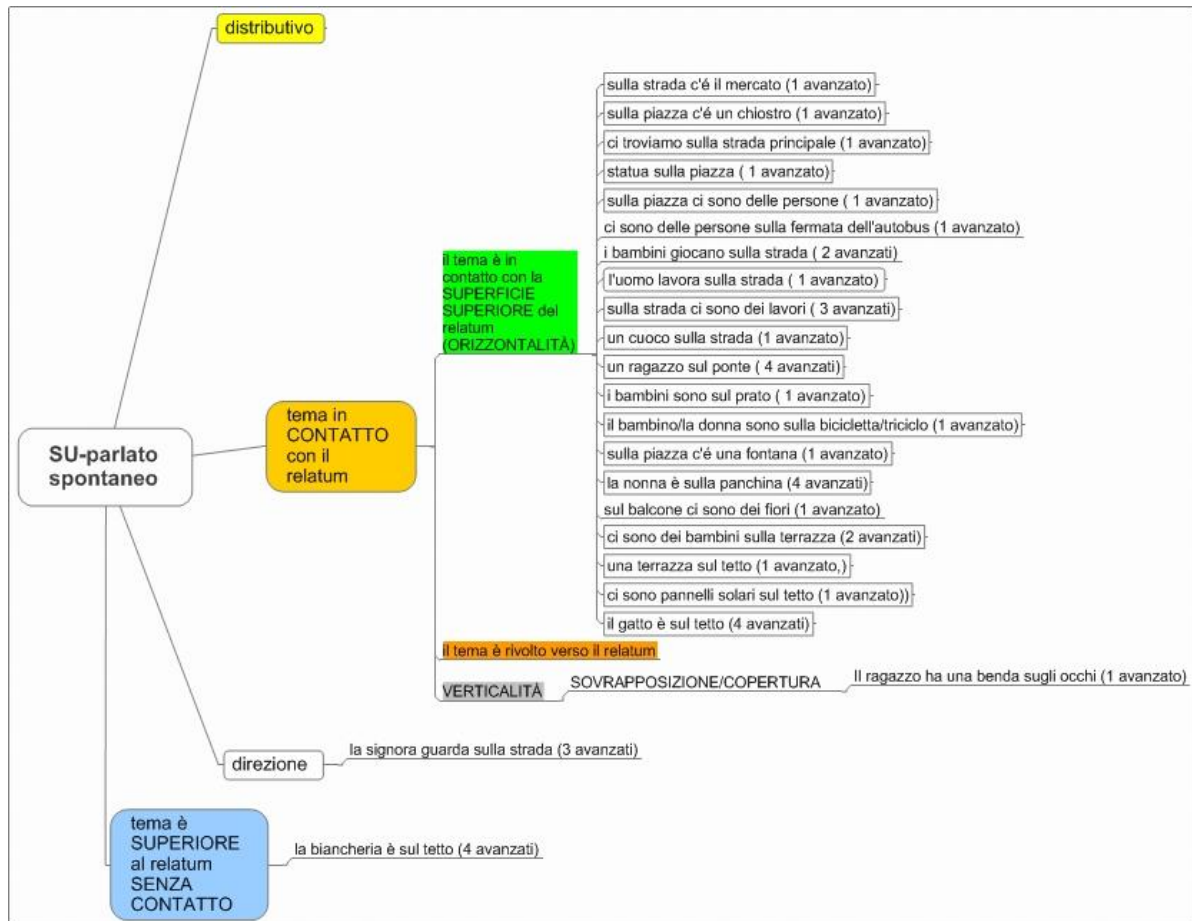 distributivo
sulla strada c'é il mercato (1 avanzato)
sulla piazza c'é un chiostro (1 avanzato)
ci troviamo sulla strada principale (1 avanzato)
statua sulla piazza ( 1 avanzato)
sulla piazza ci sono delle persone ( 1 avanzato)
ci sono delle persone sulla fermata dell'autobus (1 avanzato)
i bambini giocano sulla strada ( 2 avanzati)
l'uomo lavora sulla strada ( 1 avanzato)
sulla strada ci sono dei lavori ( 3 avanzati)
un cuoco sulla strada (1 avanzato)
un ragazzo sul ponte ( 4 avanzati)
i bambini sono sul prato ( 1 avanzato)
il bambino/la donna sono sulla bicicletta/triciclo (1 avanzato)
sulla piazza c'é una fontana (1 avanzato)
la nonna è sulla panchina (4 avanzati)
sul balcone ci sono dei fiori (1 avanzato)
ci sono dei bambini sulla terrazza (2 avanzati)
una terrazza sul tetto (1 avanzato,)
ci sono pannelli solari sul tetto (1 avanzato))
il gatto è sul tetto (4 avanzati)
il tema è in
contatto con la
SUPERFICIE
SUPERIORE del
relatum
(ORIZZONTALITÀ)
tema in
CONTATTO
con il
relatum
SU-parlato
spontaneo
il tema è rivolto verso il relatum
VERTICALITÀ
SOVRAPPOSIZIONE/COPERTURA
Il ragazzo ha una benda sugli occhi (1 avanzato)
direzione
la signora guarda sulla strada (3 avanzati)
tema è
SUPERIORE
al relatum
SENZA
CONTATTO
la biancheria è sul tetto (4 avanzati)